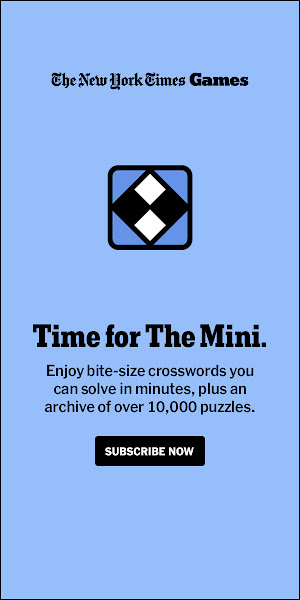 The New York Times Games
Time for The Mini.
Enjoy bite-size crosswords you
can solve in minutes, plus an
archive of over 10,000 puzzles.
SUBSCRIBE NOW